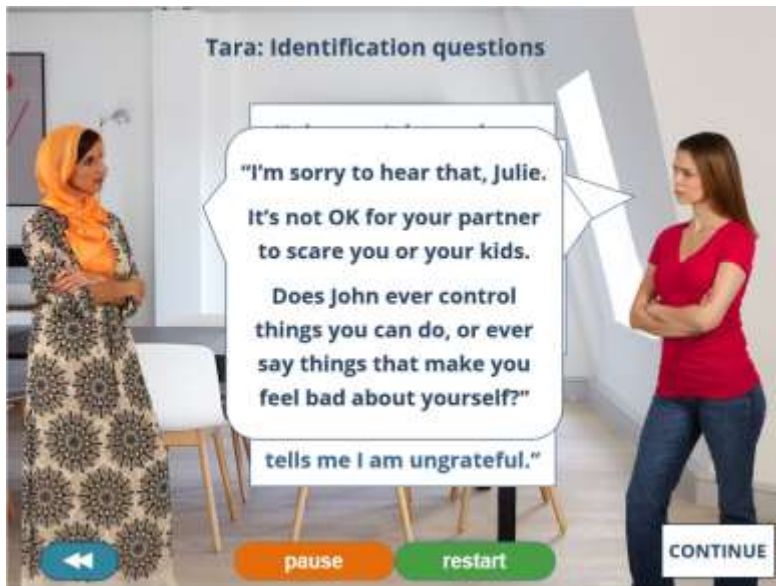 Tara: Identification questions
“I’m sorry to hear that, Julie.
It’s not OK for your partner
to scare you or your kids.
Does John ever control
things you can do, or ever
say things that make you
feel bad about yourself?”
tells me I am ungrateful.”
pause
restart
CONTINUE